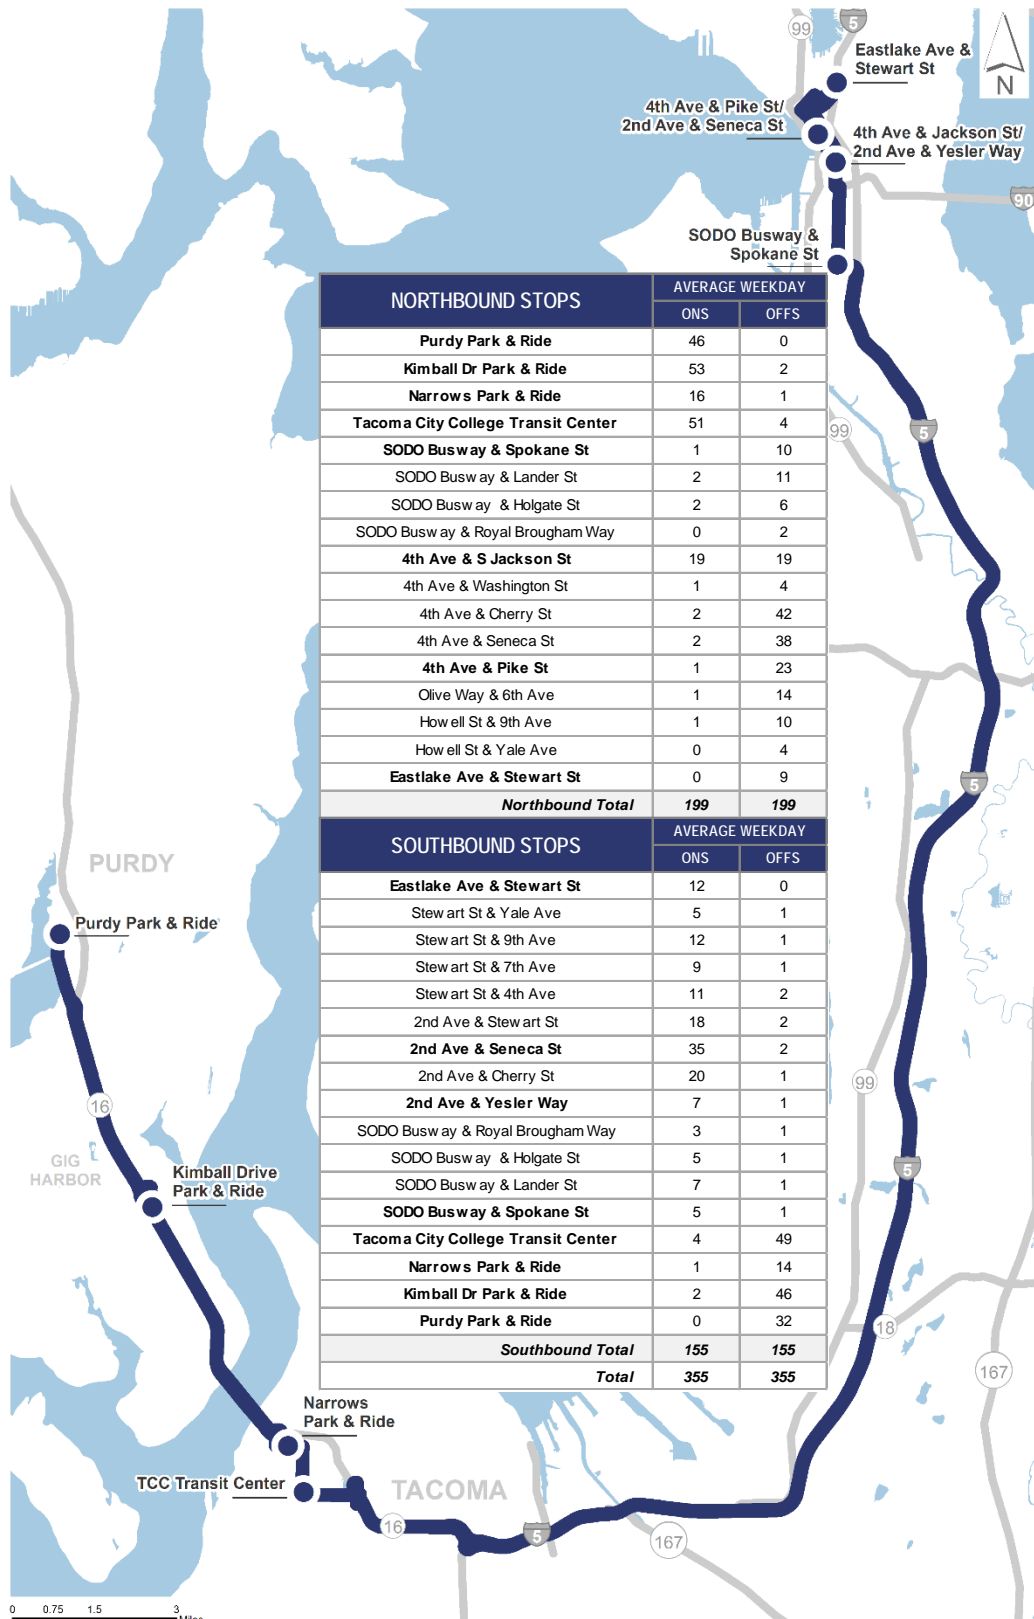 99
5
Eastlake Ave &
Stewart St
N
4th Ave & Pike St/
2nd Ave & Seneca St
4th Ave & Jackson St/
2nd Ave & Yesler Way
90
SODO Busway &
Spokane St
NORTHBOUND STOPS AVERAGE WEEKDAY
ONS OFFS
Purdy Park & Ride 46 0
Kimball Dr Park & Ride 53 2
Narrows Park & Ride 16 1
Tacoma City College Transit Center 51 4
SODO Busway & Spokane St 1 10
SODO Busway & Lander St 2 11
SODO Busway & Holgate St 2 6
SODO Busway & Royal Brougham Way 0 2
4th Ave & S Jackson St 19 19
4th Ave & Washington St 1 4
4th Ave & Cherry St 2 42
4th Ave & Seneca St 2 38
4th Ave & Pike St 1 23
Olive Way & 6th Ave 1 14
Howell St & 9th Ave 1 10
Howell St & Yale Ave 0 4
Eastlake Ave & Stewart St 0 9
Northbound Total 199 199
SOUTHBOUND STOPS AVERAGE WEEKDAY
ONS OFFS
Eastlake Ave & Stewart St 12 0
Stewart St & Yale Ave 5 1
Stewart St & 9th Ave 12 1
Stewart St & 7th Ave 9 1
Stewart St & 4th Ave 11 2
2nd Ave & Stewart St 18 2
2nd Ave & Seneca St 35 2
2nd Ave & Cherry St 20 1
2nd Ave & Yesler Way 7 1
SODO Busway & Royal Brougham Way 3 1
SODO Busway & Holgate St 5 1
SODO Busway & Lander St 7 1
SODO Busway & Spokane St 5 1
Tacoma City College Transit Center 4 49
Narrows Park & Ride 1 14
Kimball Dr Park & Ride 2 46
Purdy Park & Ride 0 32
Southbound Total 155 155
Total 355 355
99
5
5
PURDY
Purdy Park & Ride
99
16
GIG
HARBOR
5
Kimball Drive
Park & Ride
18
167
Narrows
Park & Ride
TCC Transit Center
TACOMA
16
5
167
0 0.75 1.5 3
Miles